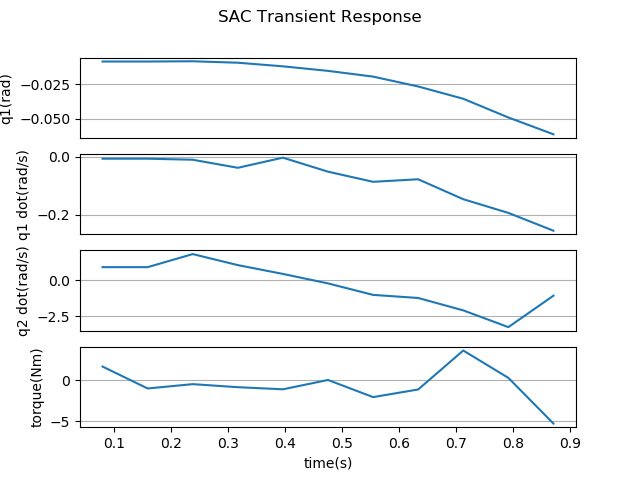 SAC Transient Response
q1(rad)
−0.025
−0.050
q1 dot(rad/s)
0.0
−0.2
q2 dot(rad/s)
0.0
−2.5
torque(Nm)
0
−5
0.1 0.2 0.3 0.4 0.5 0.6 0.7 0.8 0.9
time(s)